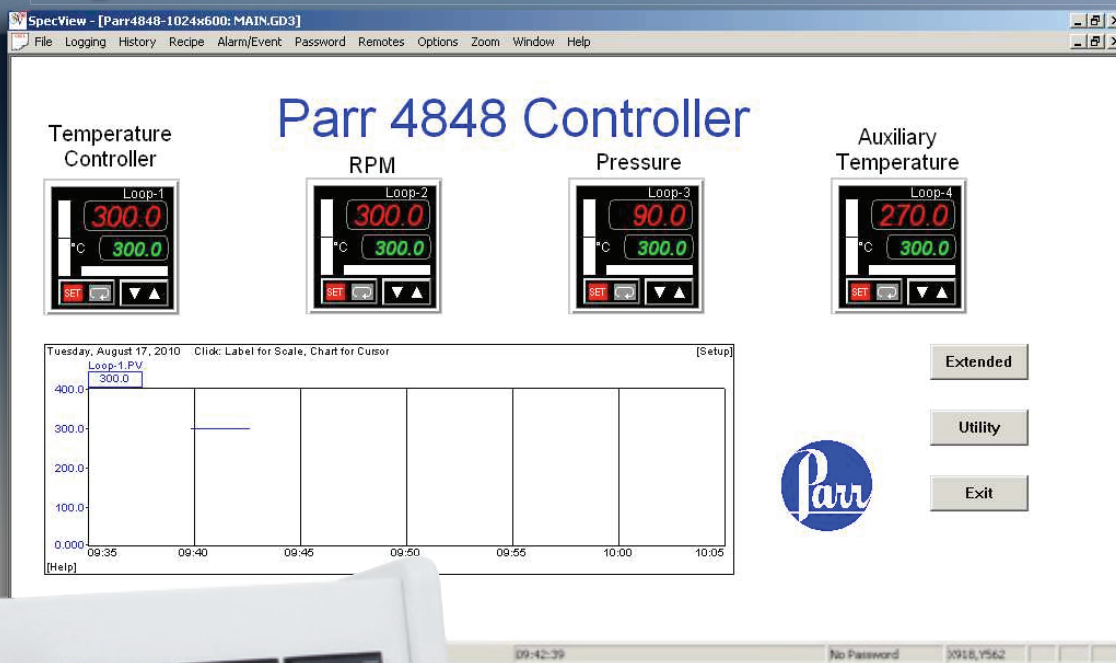 SpecView - [Parr4848-1024x600: MAIN.GD3]
File Logging History Recipe Alarm/Event Password Remotes Options Zoom Window Help
Parr 4848 Controller
Temperature
Controller
RPM
Pressure
Auxiliary
Temperature
Loop-1
300.0
°C 300.0
SET
Loop-2
300.0
°C 300.0
SET
Loop-3
90.0
°C 300.0
SET
Loop-4
270.0
°C 300.0
SET
Tuesday, August 17, 2010 Click: Label for Scale, Chart for Cursor [Setup]
Loop-1.PV
300.0
400.0
300.0
200.0
100.0
0.000
09:35 09:40 09:45 09:50 09:55 10:00 10:05
[Help]
Parr
Extended
Utility
Exit
09:42:39 No Password X918,Y562